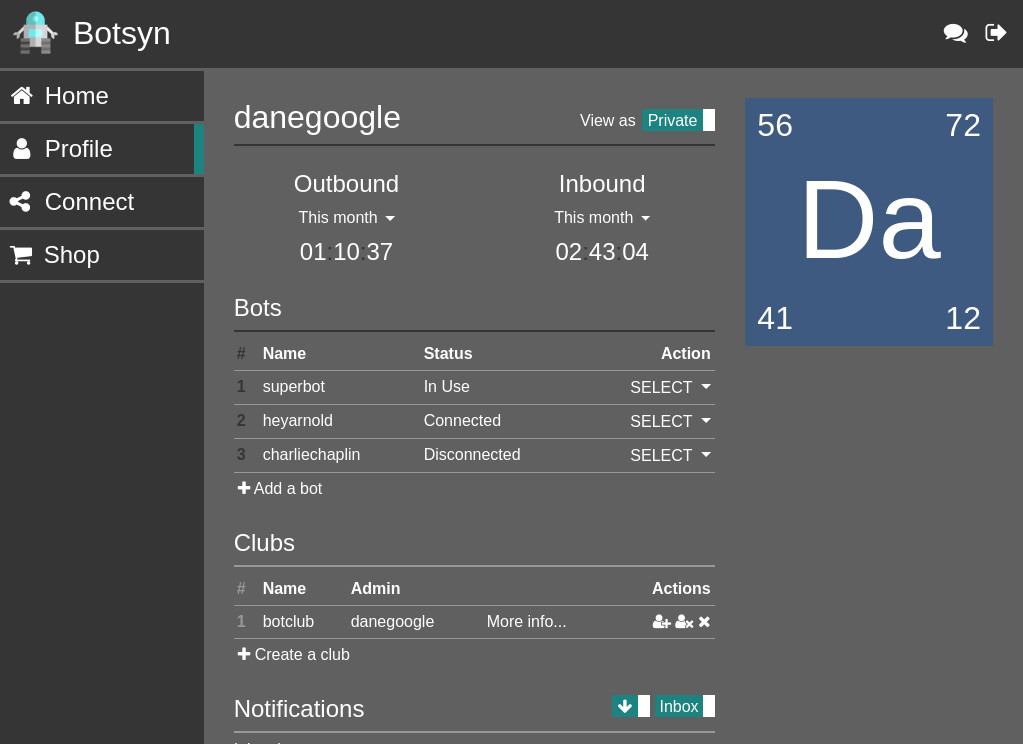 Botsyn
Home
Profile
Connect
Shop
danegoogle
View as Private
Outbound Inbound
This month This month
01:10:37 02:43:04
56 72
Da
41 12
Bots
# Name Status Action
1 superbot In Use SELECT
2 heyarnold Connected SELECT
3 charliechaplin Disconnected SELECT
Add a bot
Clubs
# Name Admin Actions
1 botclub danegoogle More info...
Create a club
Notifications Inbox